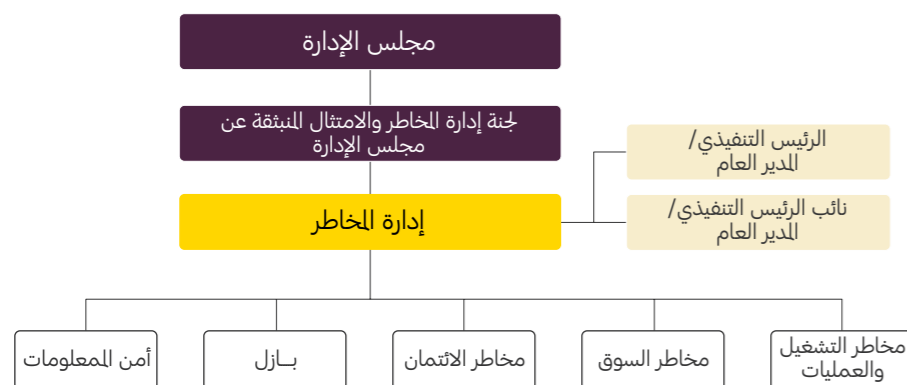 مجلس الإدارة
لجنة إدارة المخاطر والامتثال المنبثقة عن
مجلس الإدارة
الرئيس التنفيذي/
المدير العام
إدارة المخاطر
نائب الرئيس التنفيذي/
المدير العام
مخاطر التشغيل
والعمليات
مخاطر السوق
مخاطر الائتمان
بــازل
أمن المعلومات